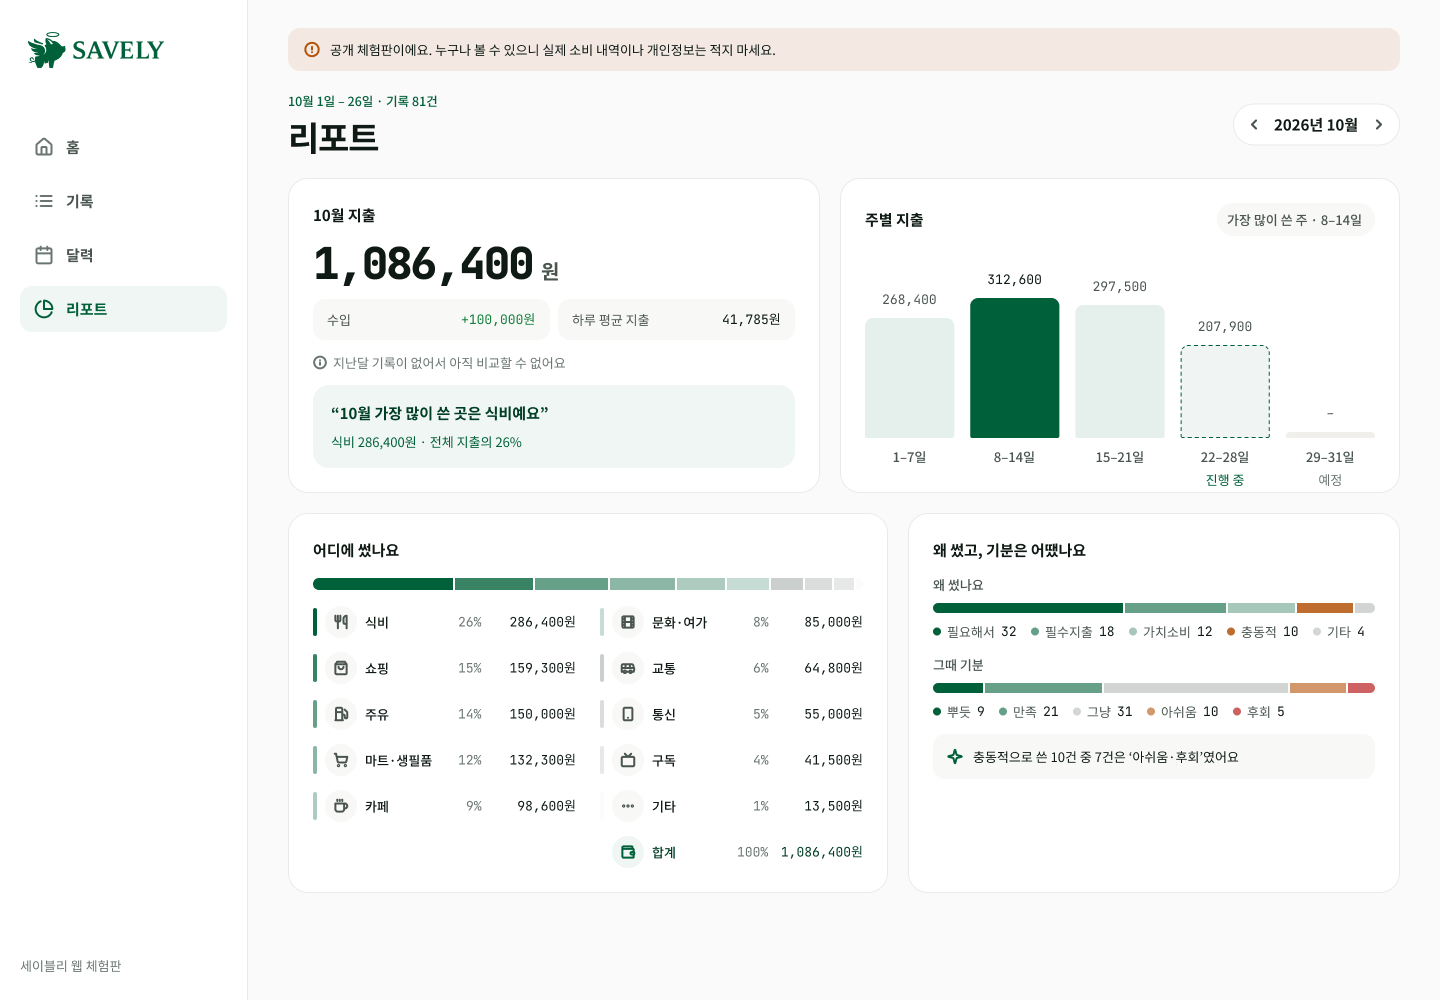 SAVELY
홈
기록
달력
리포트
세이블리 웹 체험판
공개 체험판이에요. 누구나 볼 수 있으니 실제 소비 내역이나 개인정보는 적지 마세요.
10월 1일 – 26일 · 기록 81건
리포트
2026년 10월
10월 지출
1,086,400 원
수입 +100,000원
하루 평균 지출 41,785원
지난달 기록이 없어서 아직 비교할 수 없어요
“10월 가장 많이 쓴 곳은 식비예요”
식비 286,400원 · 전체 지출의 26%
주별 지출
가장 많이 쓴 주 · 8–14일
268,400 312,600 297,500 207,900 –
1–7일 8–14일 15–21일 22–28일 29–31일
진행 중 예정
어디에 썼나요
식비 26% 286,400원
쇼핑 15% 159,300원
주유 14% 150,000원
마트·생필품 12% 132,300원
카페 9% 98,600원
문화·여가 8% 85,000원
교통 6% 64,800원
통신 5% 55,000원
구독 4% 41,500원
기타 1% 13,500원
합계 100% 1,086,400원
왜 썼고, 기분은 어땠나요
왜 썼나요
필요해서 32 필수지출 18 가치소비 12 충동적 10 기타 4
그때 기분
뿌듯 9 만족 21 그냥 31 아쉬움 10 후회 5
충동적으로 쓴 10건 중 7건은 ‘아쉬움·후회’였어요